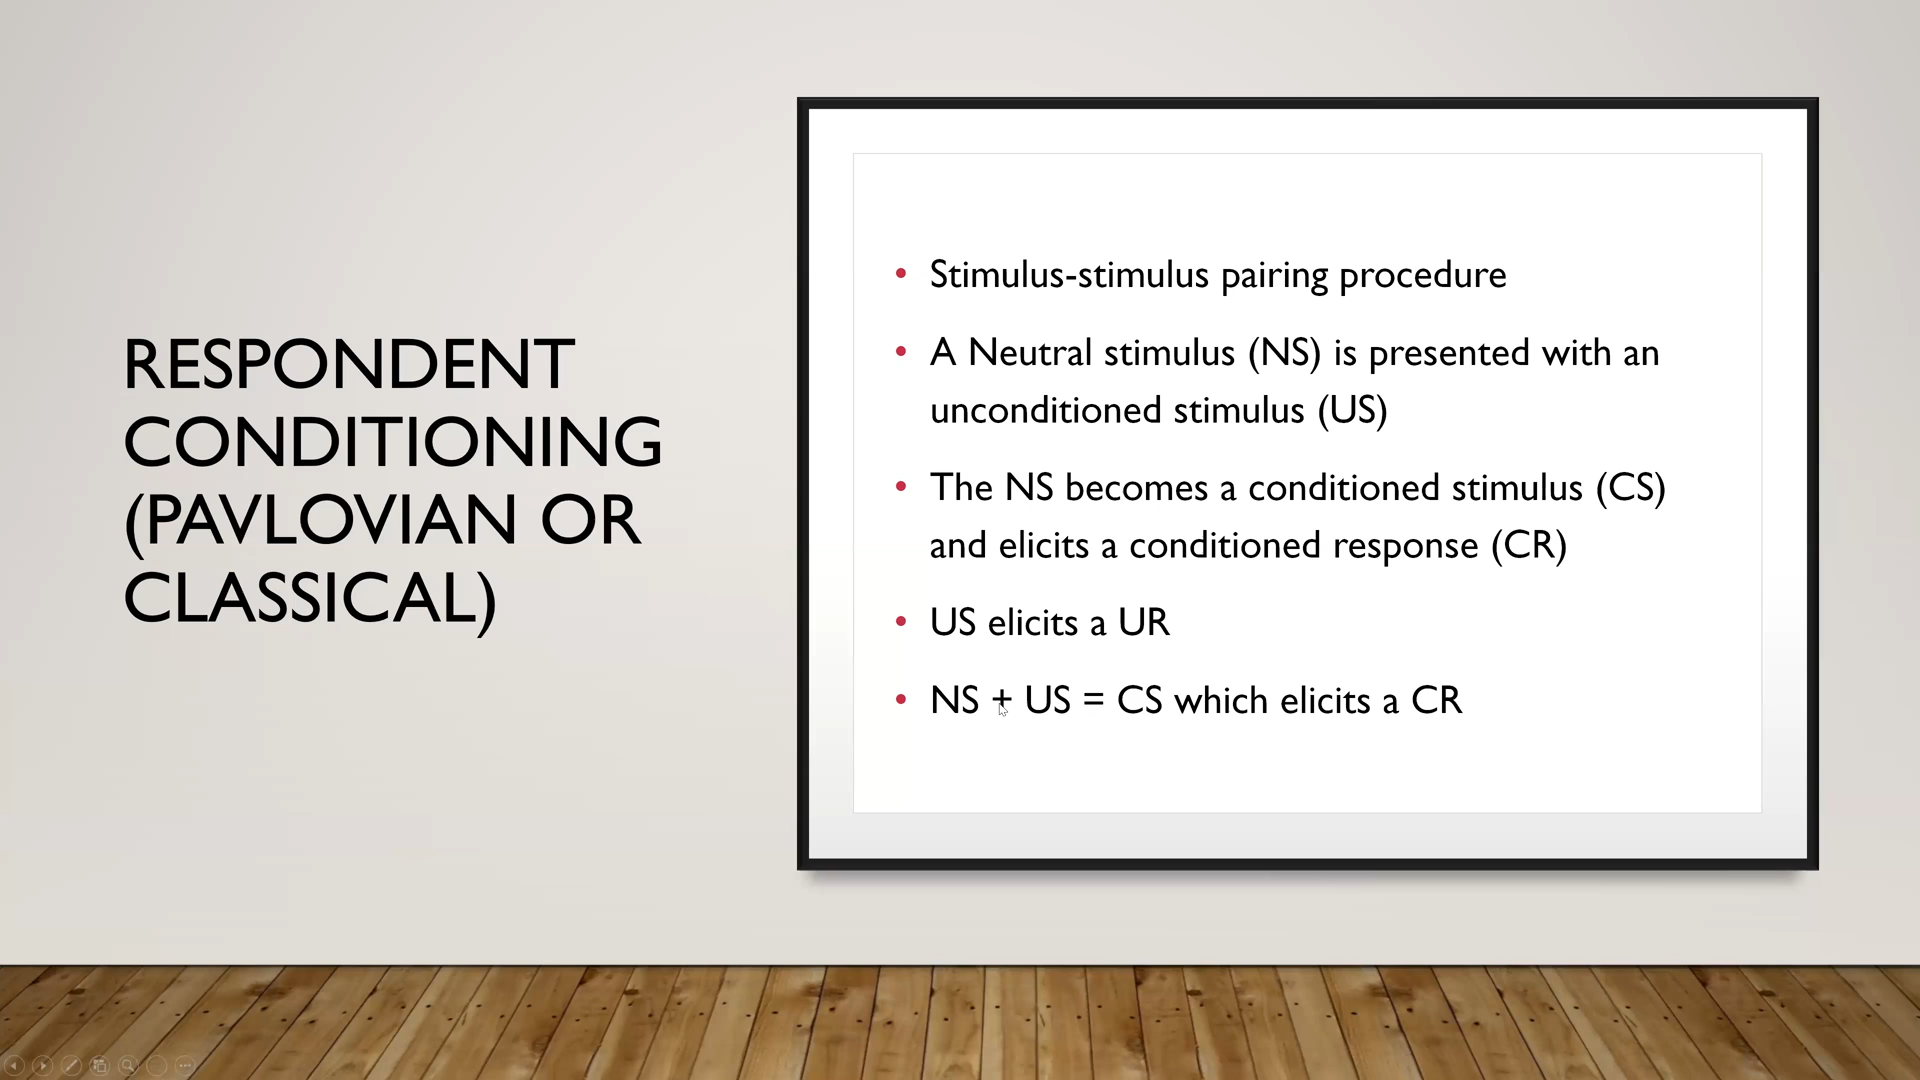 RESPONDENT
CONDITIONING
(PAVLOVIAN OR
CLASSICAL)
• Stimulus-stimulus pairing procedure
• A Neutral stimulus (NS) is presented with an
unconditioned stimulus (US)
• The NS becomes a conditioned stimulus (CS)
and elicits a conditioned response (CR)
• US elicits a UR
• NS + US = CS which elicits a CR